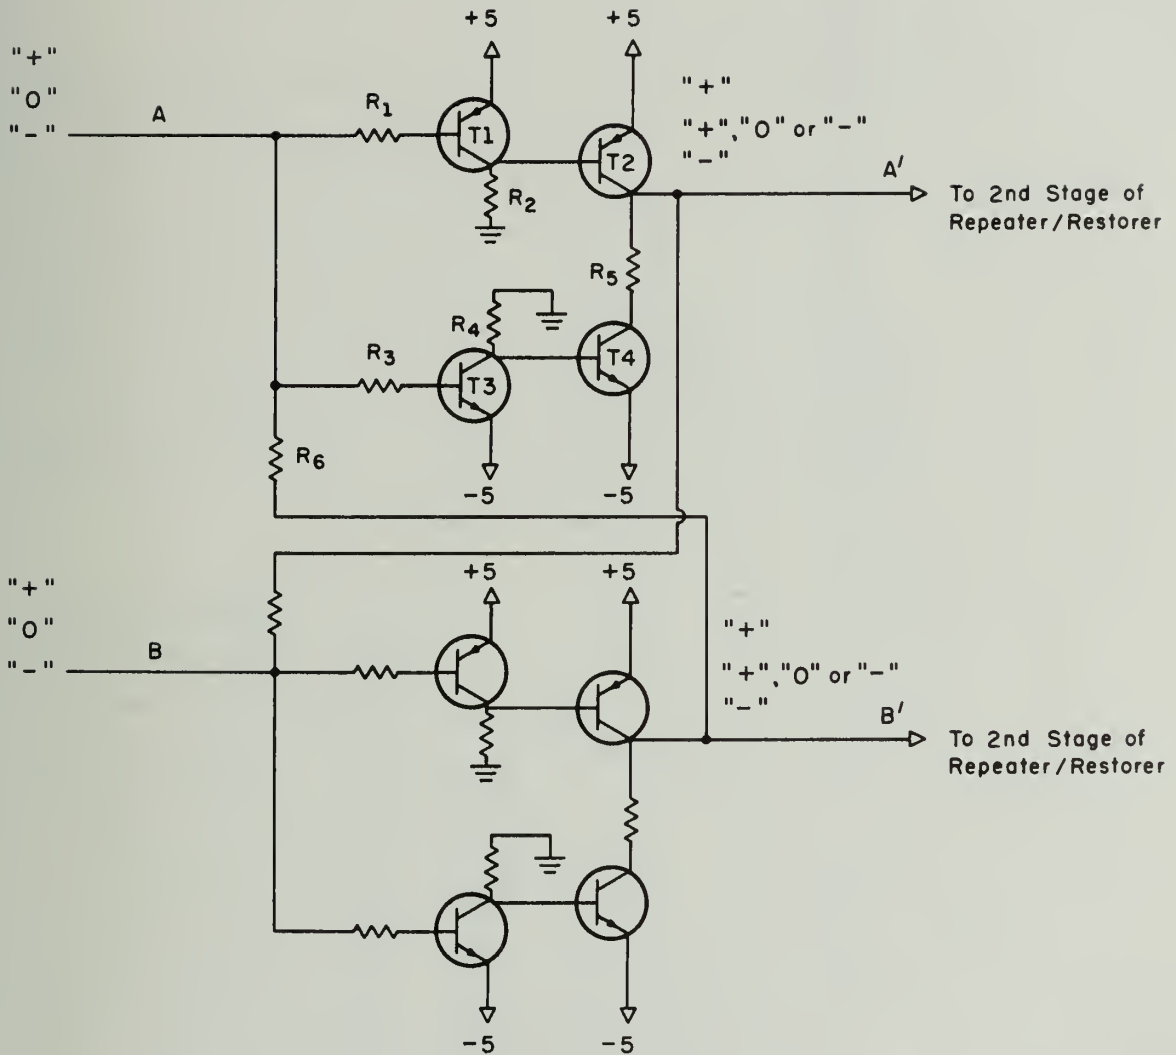 +5
+5
"+"
"0"
"-"
A
R1
T1
R2
T2
"+"
"+", "0" or "-"
"-"
A'
To 2nd Stage of
Repeater/Restorer
R5
R4
R3
T3
T4
R6
-5
-5
+5
+5
"+"
"0"
"-"
B
"+"
"+", "0" or "-"
"-"
B'
To 2nd Stage of
Repeater/Restorer
-5
-5